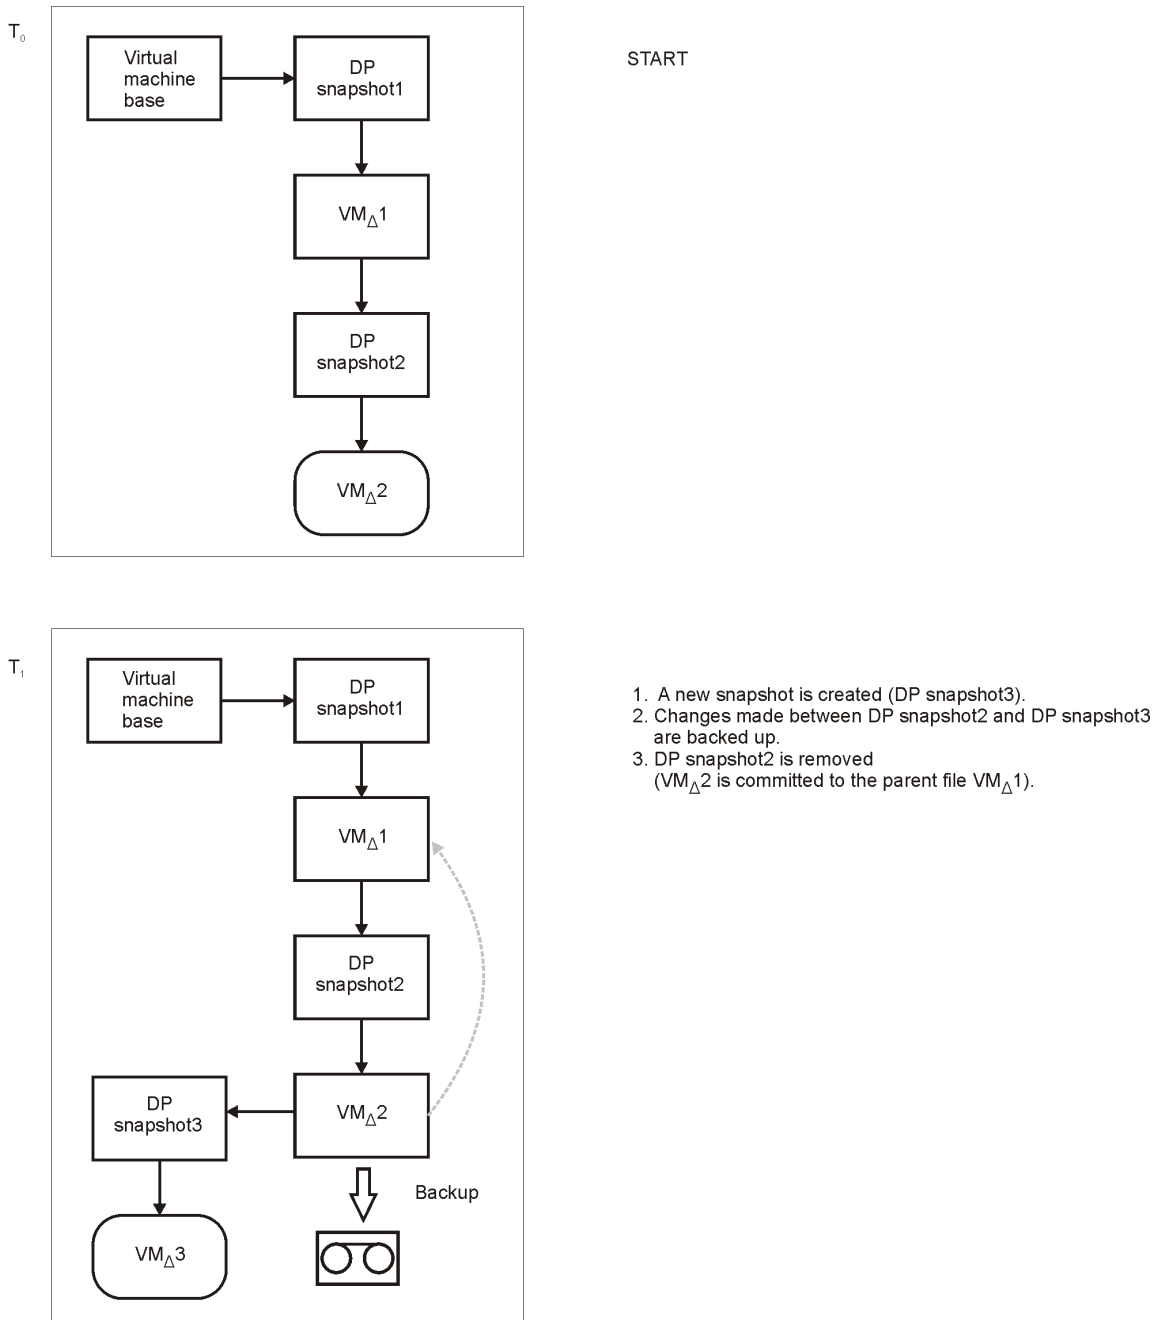 T0
START
Virtual
machine
base
DP
snapshot1
VMΔ1
DP
snapshot2
VMΔ2
T1
Virtual
machine
base
DP
snapshot1
1. A new snapshot is created (DP snapshot3).
2. Changes made between DP snapshot2 and DP snapshot3
are backed up.
3. DP snapshot2 is removed
(VMΔ2 is committed to the parent file VMΔ1).
VMΔ1
DP
snapshot2
DP
snapshot3
VMΔ2
Backup
VMΔ3